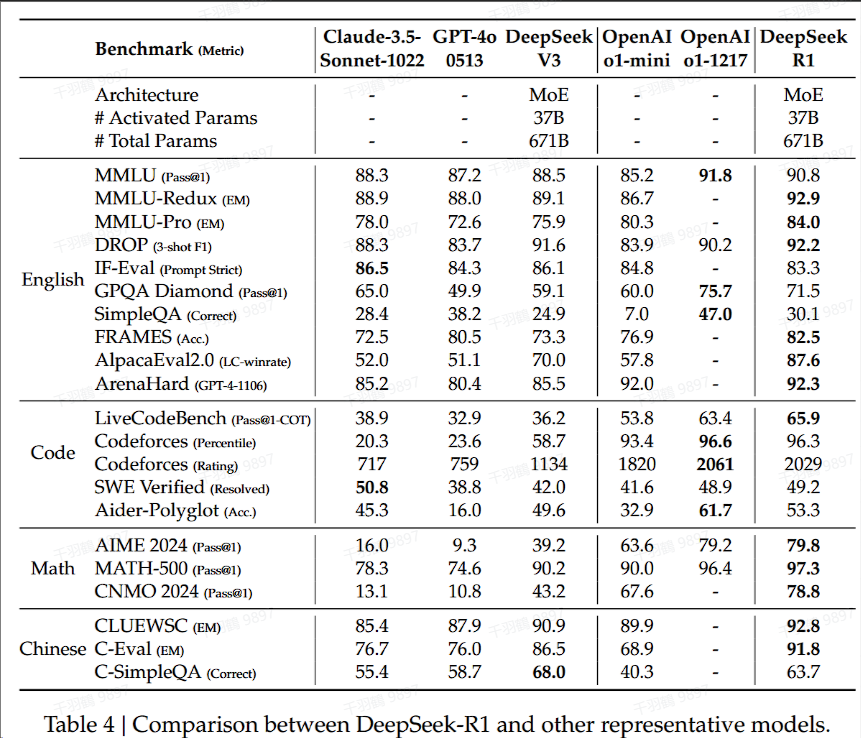 Benchmark (Metric) Claude-3.5-Sonnet-1022 GPT-4o 0513 DeepSeek V3 OpenAI o1-mini OpenAI o1-1217 DeepSeek R1
Architecture - - MoE - - MoE
# Activated Params - - 37B - - 37B
# Total Params - - 671B - - 671B
English
MMLU (Pass@1) 88.3 87.2 88.5 85.2 91.8 90.8
MMLU-Redux (EM) 88.9 88.0 89.1 86.7 - 92.9
MMLU-Pro (EM) 78.0 72.6 75.9 80.3 - 84.0
DROP (3-shot F1) 88.3 83.7 91.6 83.9 90.2 92.2
IF-Eval (Prompt Strict) 86.5 84.3 86.1 84.8 - 83.3
GPQA Diamond (Pass@1) 65.0 49.9 59.1 60.0 75.7 71.5
SimpleQA (Correct) 28.4 38.2 24.9 7.0 47.0 30.1
FRAMES (Acc.) 72.5 80.5 73.3 76.9 - 82.5
AlpacaEval2.0 (LC-winrate) 52.0 51.1 70.0 57.8 - 87.6
ArenaHard (GPT-4-1106) 85.2 80.4 85.5 92.0 - 92.3
Code
LiveCodeBench (Pass@1-COT) 38.9 32.9 36.2 53.8 63.4 65.9
Codeforces (Percentile) 20.3 23.6 58.7 93.4 96.6 96.3
Codeforces (Rating) 717 759 1134 1820 2061 2029
SWE Verified (Resolved) 50.8 38.8 42.0 41.6 48.9 49.2
Aider-Polyglot (Acc.) 45.3 16.0 49.6 32.9 61.7 53.3
Math
AIME 2024 (Pass@1) 16.0 9.3 39.2 63.6 79.2 79.8
MATH-500 (Pass@1) 78.3 74.6 90.2 90.0 96.4 97.3
CNMO 2024 (Pass@1) 13.1 10.8 43.2 67.6 - 78.8
Chinese
CLUEWSC (EM) 85.4 87.9 90.9 89.9 - 92.8
C-Eval (EM) 76.7 76.0 86.5 68.9 - 91.8
C-SimpleQA (Correct) 55.4 58.7 68.0 40.3 - 63.7
Table 4 | Comparison between DeepSeek-R1 and other representative models.
千羽鹤 9897